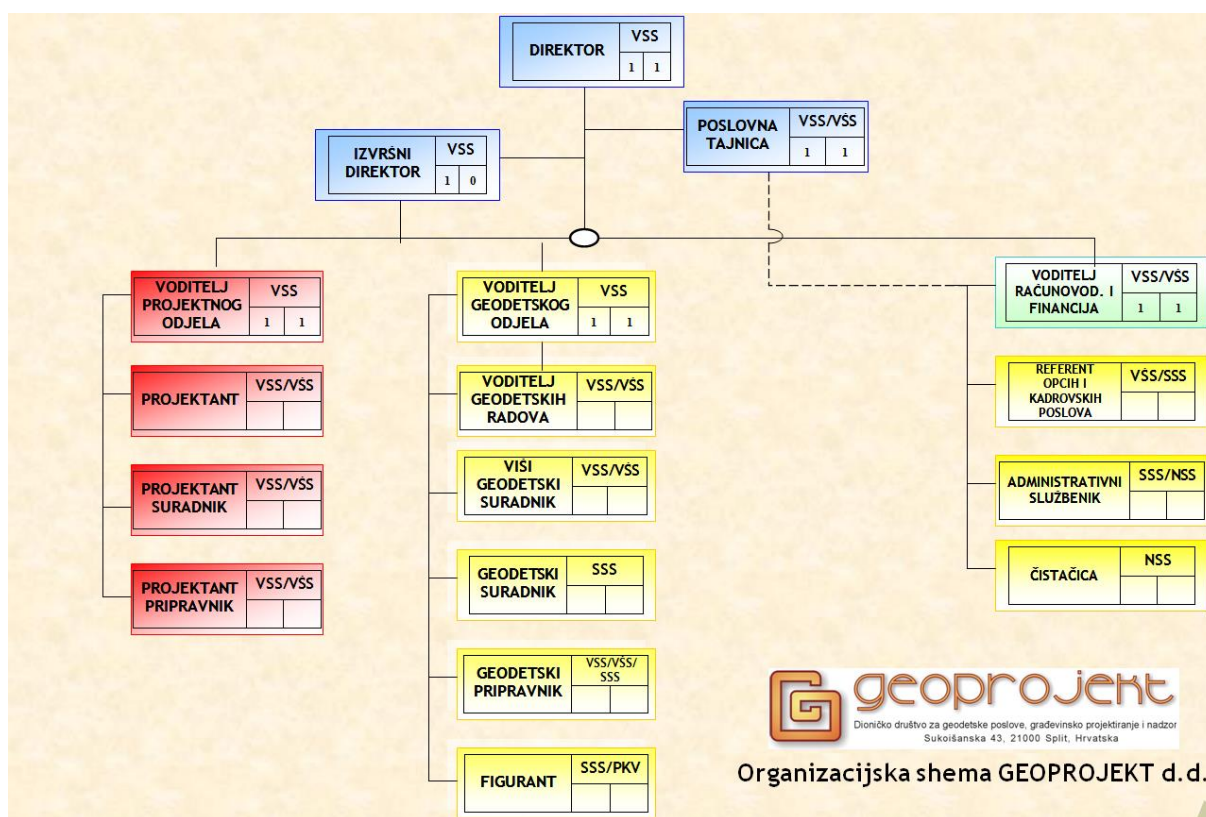 DIREKTOR
VSS
1 1
IZVRŠNI
DIREKTOR
VSS
1 0
POSLOVNA
TAJNICA
VSS/VŠS
1 1
VODITELJ
PROJEKTNOG
ODJELA
VSS
1 1
PROJEKTANT
VSS/VŠS
PROJEKTANT
SURADNIK
VSS/VŠS
PROJEKTANT
PRIPRAVNIK
VSS/VŠS
VODITELJ
GEODETSKOG
ODJELA
VSS
1 1
VODITELJ
GEODETSKIH
RADOVA
VSS/VŠS
VIŠI
GEODETSKI
SURADNIK
VSS/VŠS
GEODETSKI
SURADNIK
SSS
GEODETSKI
PRIPRAVNIK
VSS/VŠS/
SSS
FIGURANT
SSS/PKV
VODITELJ
RAČUNOVOD. I
FINANCIJA
VSS/VŠS
1 1
REFERENT
OPCIH I
KADROVSKIH
POSLOVA
VŠS/SSS
ADMINISTRATIVNI
SLUŽBENIK
SSS/NSS
ČISTAČICA
NSS
geoprojekt
Dioničko društvo za geodetske poslove, građevinsko projektiranje i nadzor
Sukoišanska 43, 21000 Split, Hrvatska
Organizacijska shema GEOPROJEKT d.d.